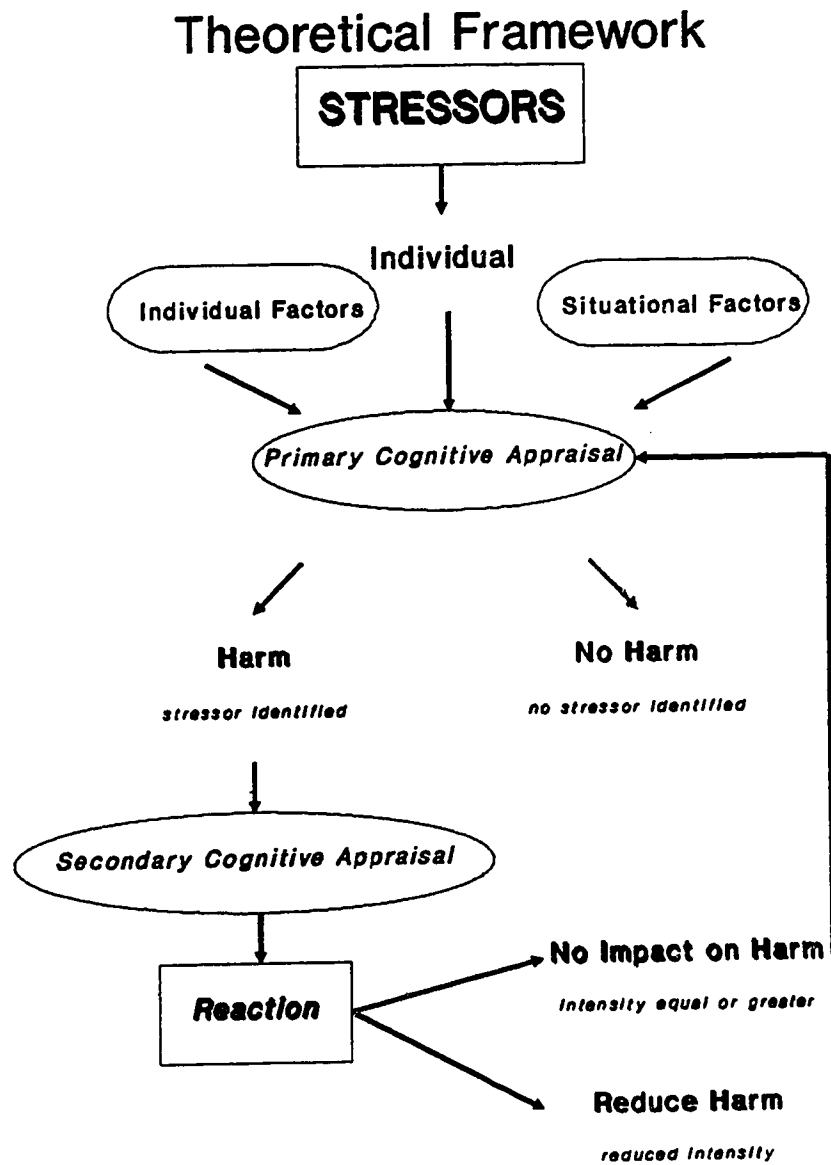 Theoretical Framework
STRESSORS
Individual
Individual Factors
Situational Factors
Primary Cognitive Appraisal
Harm
No Harm
stressor identified
no stressor identified
Secondary Cognitive Appraisal
No Impact on Harm
Reaction
intensity equal or greater
Reduce Harm
reduced intensity